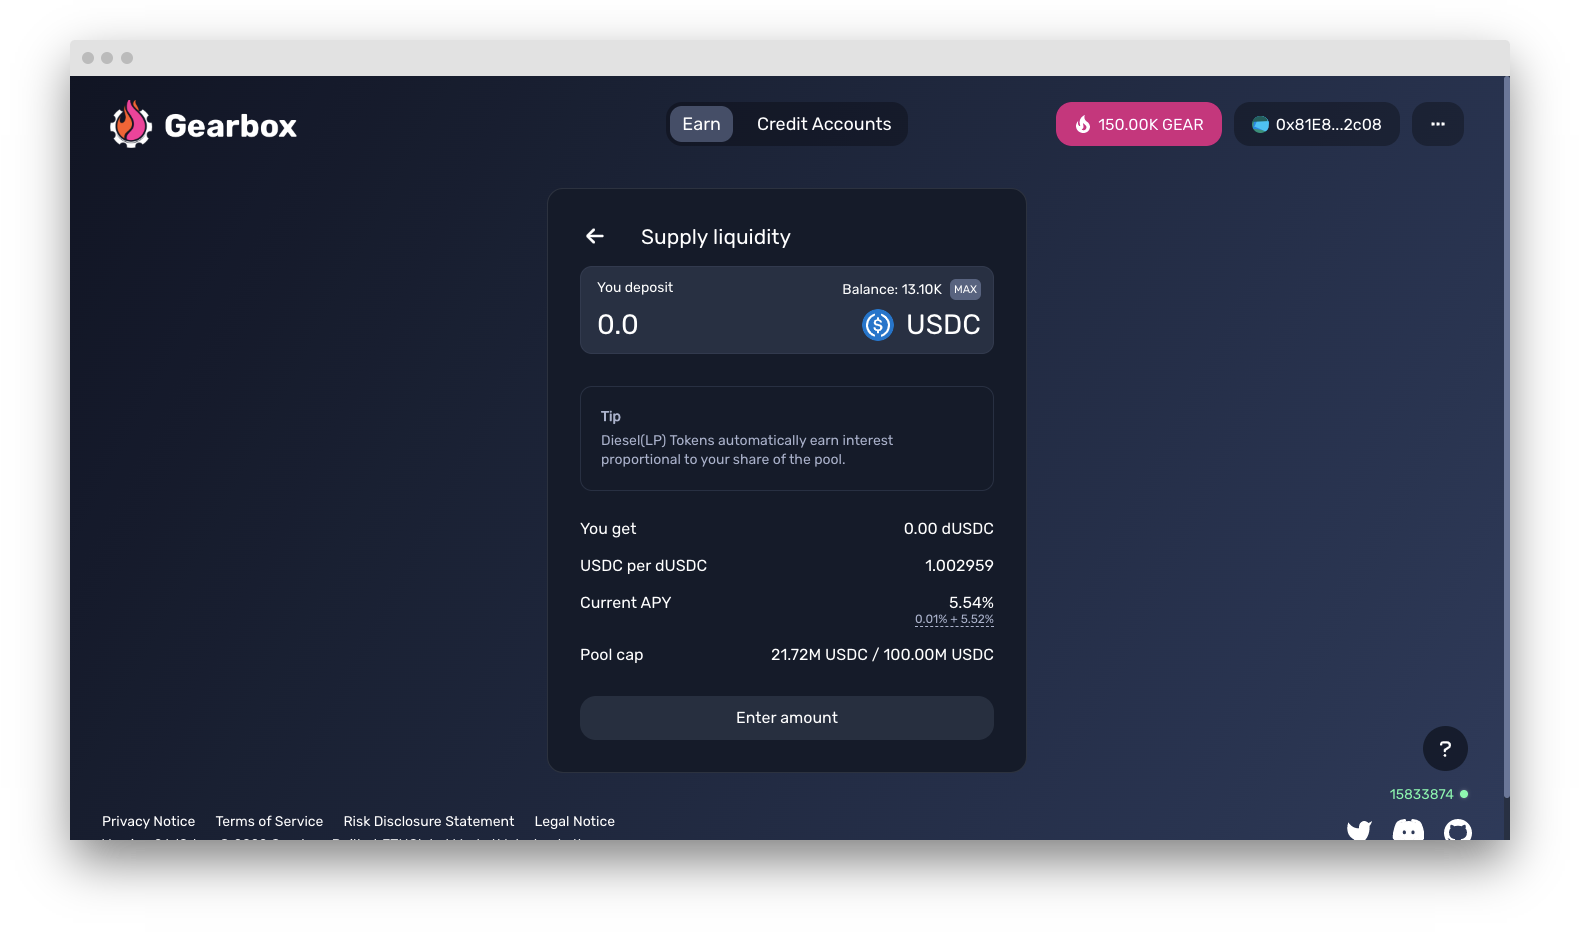 Gearbox
Earn Credit Accounts
150.00K GEAR
0x81E8...2c08
Supply liquidity
You deposit
Balance: 13.10K MAX
0.0
USDC
Tip
Diesel(LP) Tokens automatically earn interest
proportional to your share of the pool.
You get 0.00 dUSDC
USDC per dUSDC 1.002959
Current APY 5.54%
0.01% + 5.52%
Pool cap 21.72M USDC / 100.00M USDC
Enter amount
?
15833874
Privacy Notice Terms of Service Risk Disclosure Statement Legal Notice